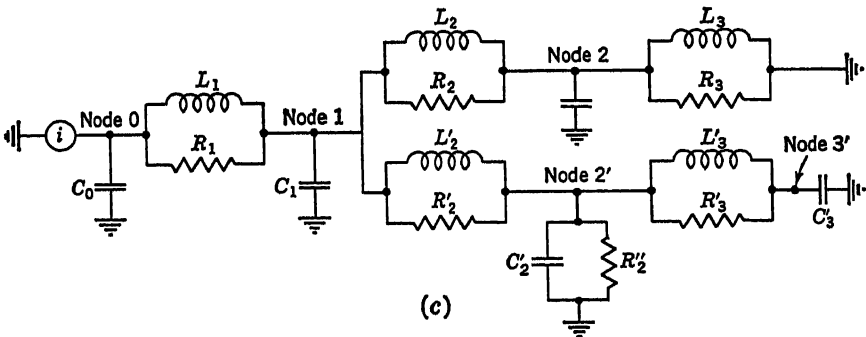 L₂
L₃
Node 2
R₂
R₃
L₁
Node 0
Node 1
i
R₁
C₀
C₁
L'₂
L'₃
Node 2'
Node 3'
R'₂
R'₃
C'₃
C'₂
R''₂
(c)